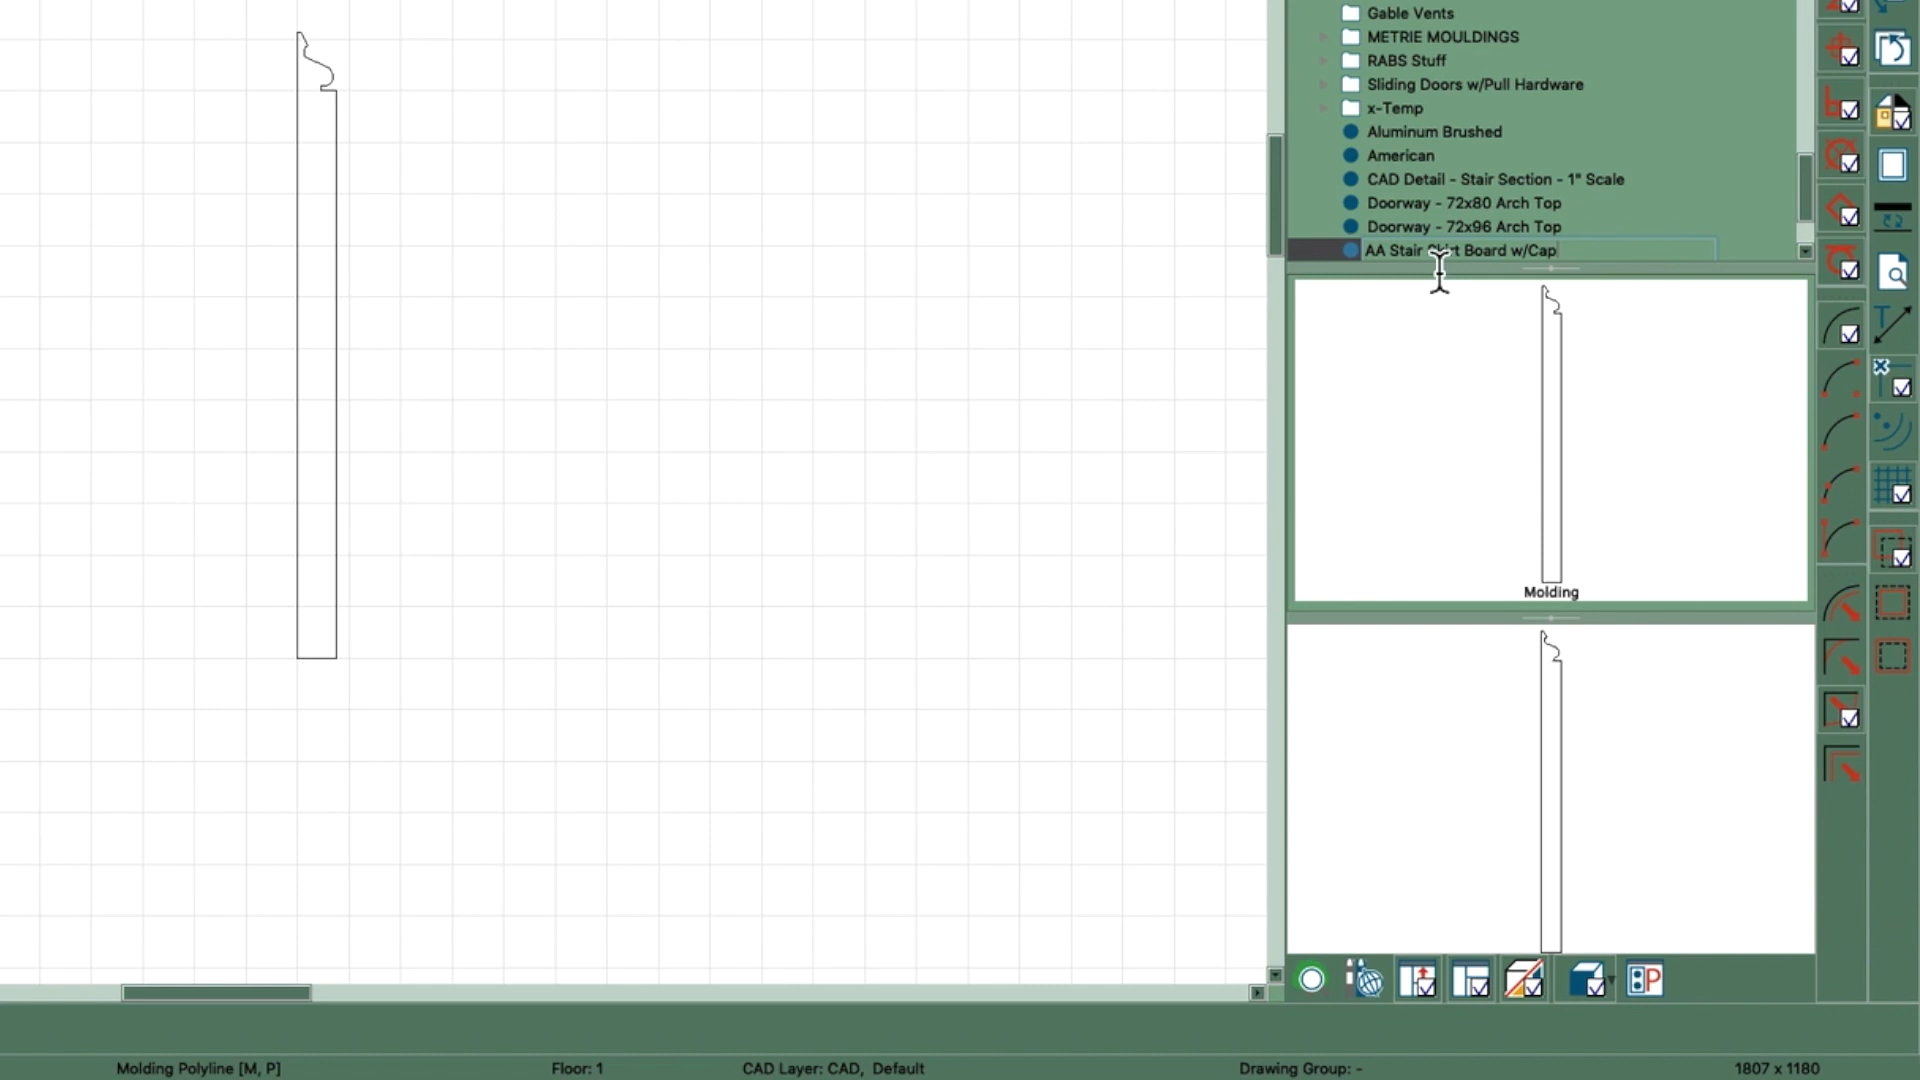 Gable Vents
METRIE MOULDINGS
RABS Stuff
Sliding Doors w/Pull Hardware
x-Temp
Aluminum Brushed
American
CAD Detail - Stair Section - 1" Scale
Doorway - 72x80 Arch Top
Doorway - 72x96 Arch Top
AA Stair Skirt Board w/Cap
Molding
Molding Polyline [M, P]
Floor: 1
CAD Layer: CAD, Default
Drawing Group: -
1807 x 1180